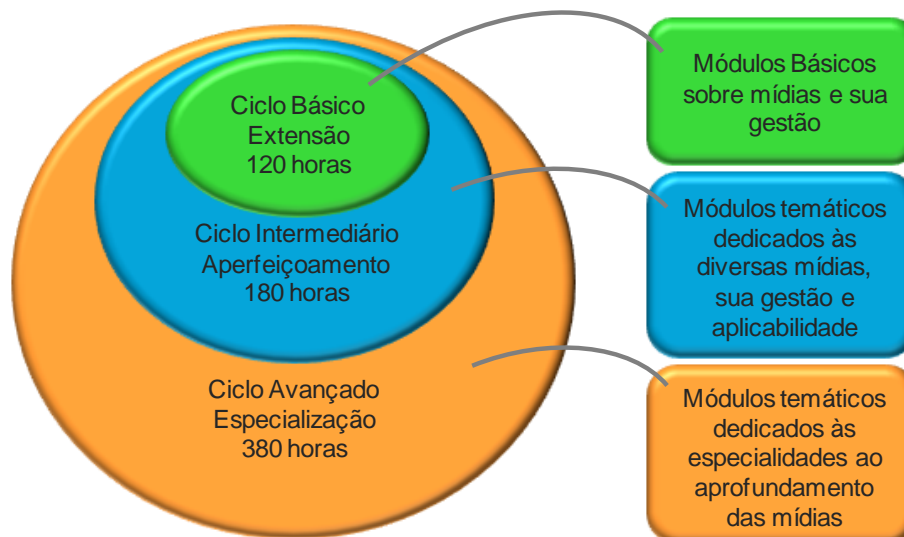 Ciclo Básico
Extensão
120 horas
Ciclo Intermediário
Aperfeiçoamento
180 horas
Ciclo Avançado
Especialização
380 horas
Módulos Básicos
sobre mídias e sua
gestão
Módulos temáticos
dedicados às
diversas mídias,
sua gestão e
aplicabilidade
Módulos temáticos
dedicados às
especialidades ao
aprofundamento
das mídias